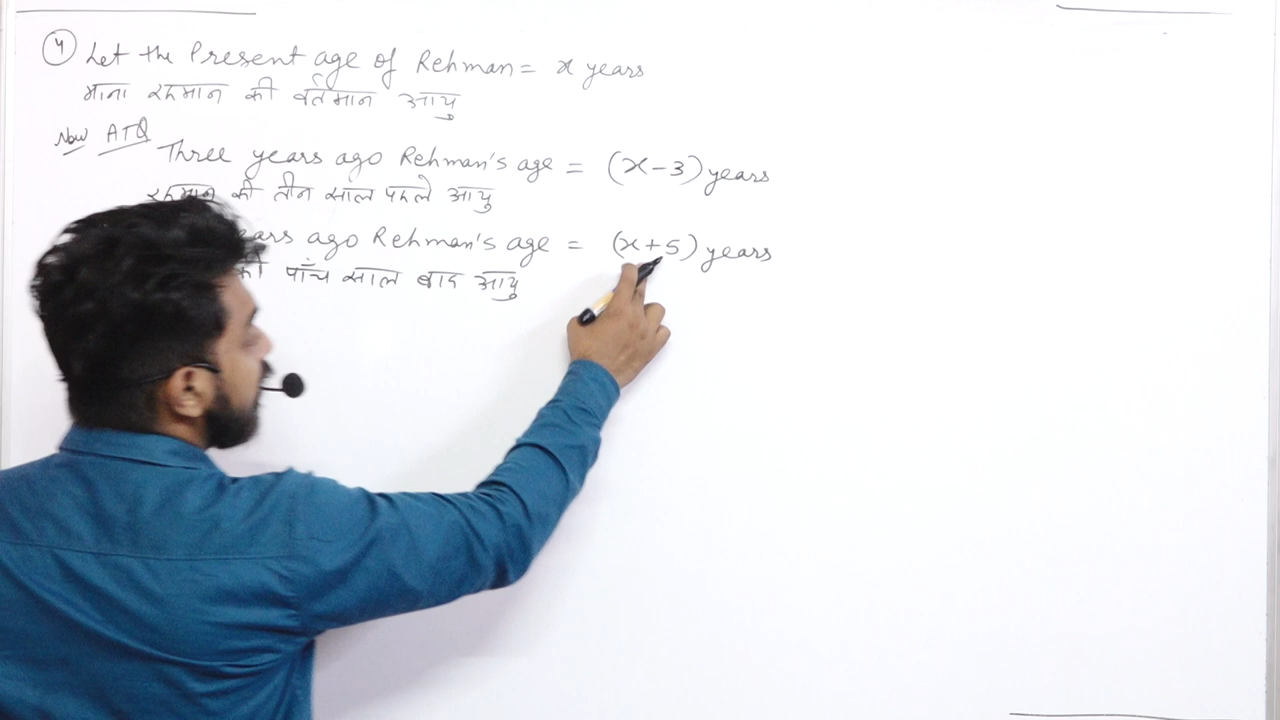 4 Let the Present age of Rehman = x years
माना रहमान की वर्तमान आयु
Now ATQ
Three years ago Rehman's age = (x-3) years
रहमान की तीन साल पहले आयु
ears ago Rehman's age = (x+5) years
की पाँच साल बाद आयु